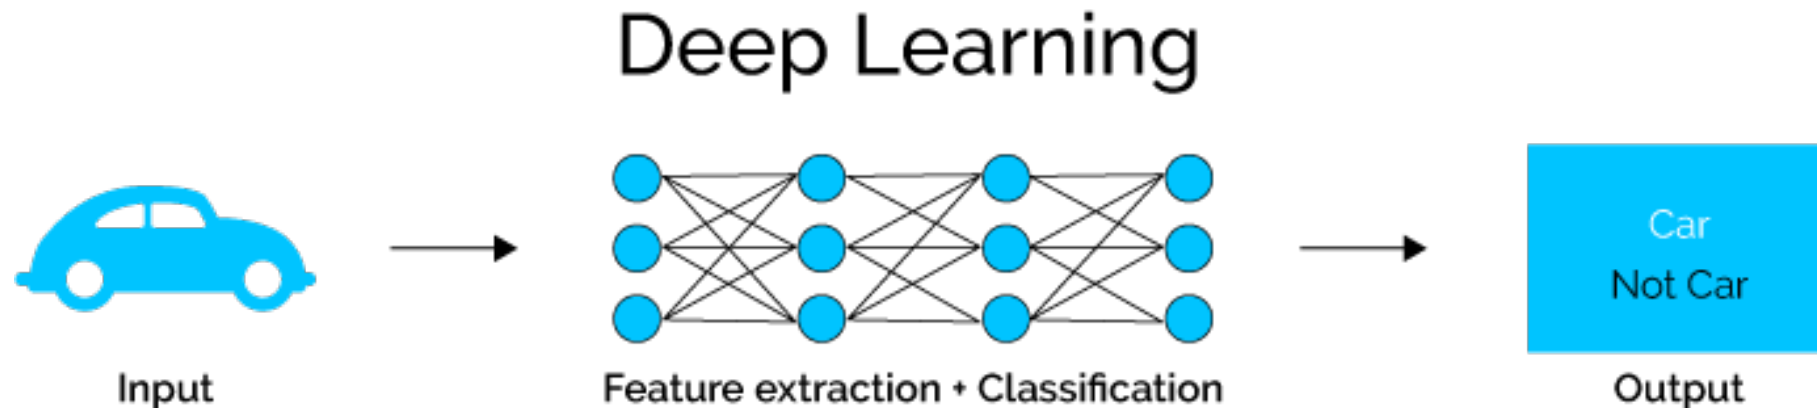 Deep Learning
Car
Not Car
Input
Feature extraction + Classification
Output